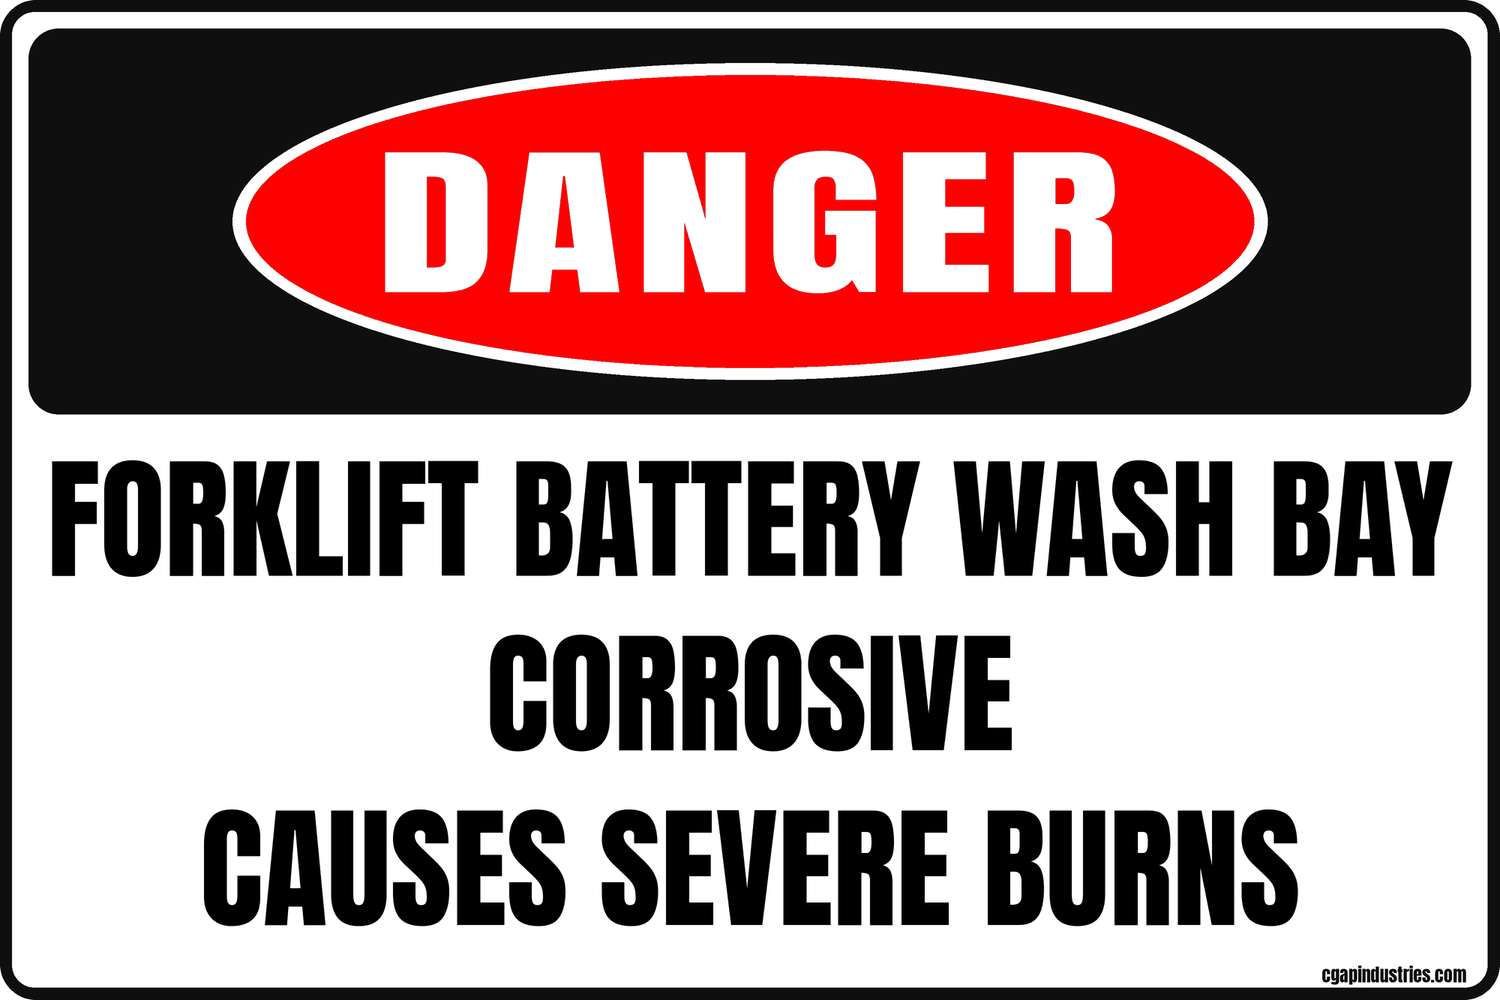 DANGER
FORKLIFT BATTERY WASH BAY
CORROSIVE
CAUSES SEVERE BURNS
cgapindustries.com